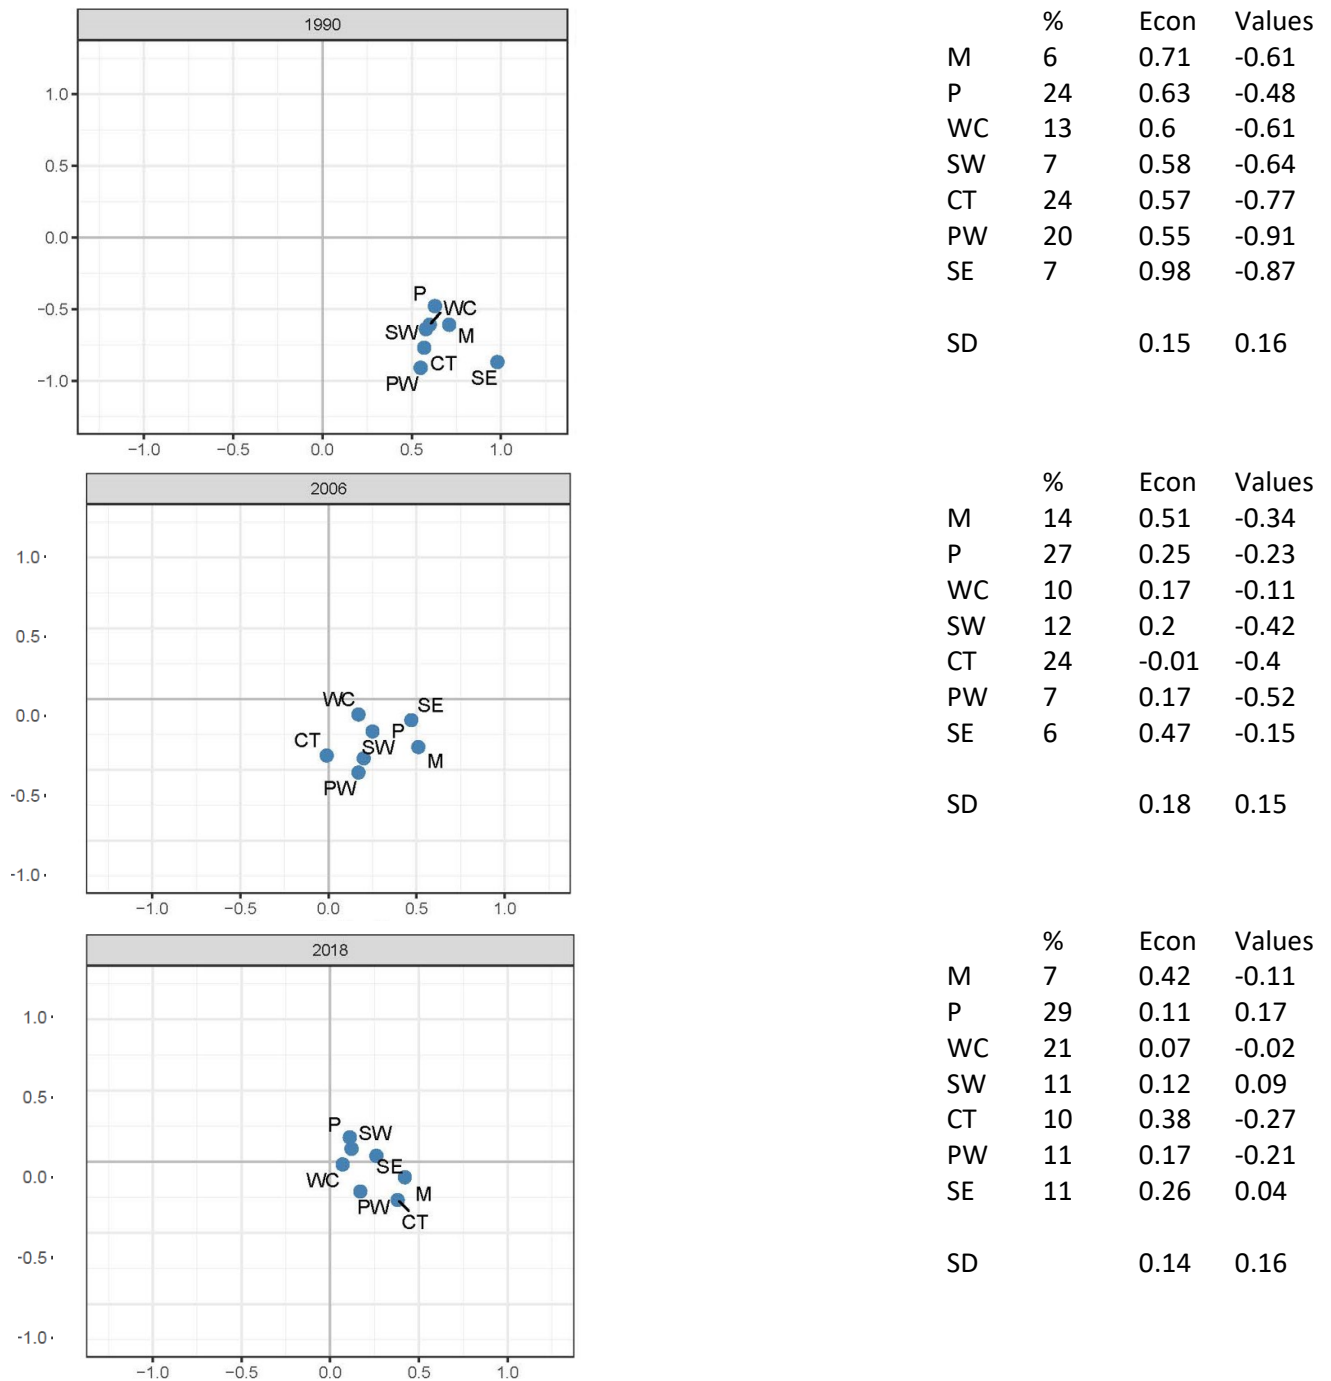 1990
1.0
0.5
0.0
−0.5
−1.0
P
WC
SW
M
CT
PW
SE
−1.0 −0.5 0.0 0.5 1.0
% Econ Values
M 6 0.71 -0.61
P 24 0.63 -0.48
WC 13 0.6 -0.61
SW 7 0.58 -0.64
CT 24 0.57 -0.77
PW 20 0.55 -0.91
SE 7 0.98 -0.87
SD 0.15 0.16
2006
1.0
0.5
0.0
-0.5
-1.0
WC
SE
P
CT
SW
M
PW
−1.0 −0.5 0.0 0.5 1.0
% Econ Values
M 14 0.51 -0.34
P 27 0.25 -0.23
WC 10 0.17 -0.11
SW 12 0.2 -0.42
CT 24 -0.01 -0.4
PW 7 0.17 -0.52
SE 6 0.47 -0.15
SD 0.18 0.15
2018
1.0
0.5
0.0
-0.5
-1.0
P
SW
SE
WC
M
PW
CT
−1.0 −0.5 0.0 0.5 1.0
% Econ Values
M 7 0.42 -0.11
P 29 0.11 0.17
WC 21 0.07 -0.02
SW 11 0.12 0.09
CT 10 0.38 -0.27
PW 11 0.17 -0.21
SE 11 0.26 0.04
SD 0.14 0.16